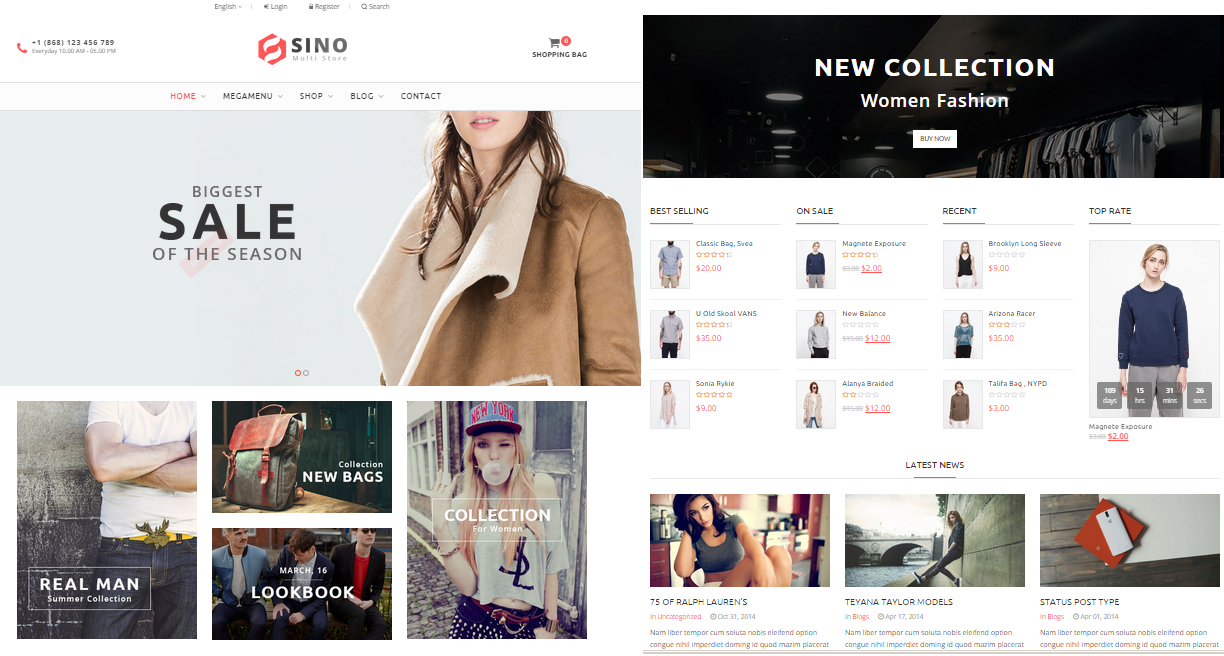 English
Login
Register
Search
+1 (868) 123 456 789
Everyday 10.00 AM - 05.00 PM
SINO
Multi Store
0
SHOPPING BAG
HOME
MEGAMENU
SHOP
BLOG
CONTACT
BIGGEST
SALE
OF THE SEASON
REAL MAN
Summer Collection
Collection
NEW BAGS
MARCH, 16
LOOKBOOK
NEW YORK
COLLECTION
For Women
NEW COLLECTION
Women Fashion
BUY NOW
BEST SELLING
Classic Bag, Svea
$20.00
U Old Skool VANS
$35.00
Sonia Rykie
$9.00
ON SALE
Magnete Exposure
$3.00 $2.00
New Balance
$15.00 $12.00
Alanya Braided
$15.00 $12.00
RECENT
Brooklyn Long Sleeve
$9.00
Arizona Racer
$35.00
Talifa Bag , NYPD
$3.00
TOP RATE
109 15 31 26
days hrs mins secs
Magnete Exposure
$3.00 $2.00
LATEST NEWS
75 OF RALPH LAUREN'S
In Uncategorized Oct 31, 2014
Nam liber tempor cum soluta nobis eleifend option
congue nihil imperdiet doming id quod mazim placerat
TEYANA TAYLOR MODELS
In Blogs Apr 17, 2014
Nam liber tempor cum soluta nobis eleifend option
congue nihil imperdiet doming id quod mazim placerat
STATUS POST TYPE
In Blogs Apr 01, 2014
Nam liber tempor cum soluta nobis eleifend option
congue nihil imperdiet doming id quod mazim placerat